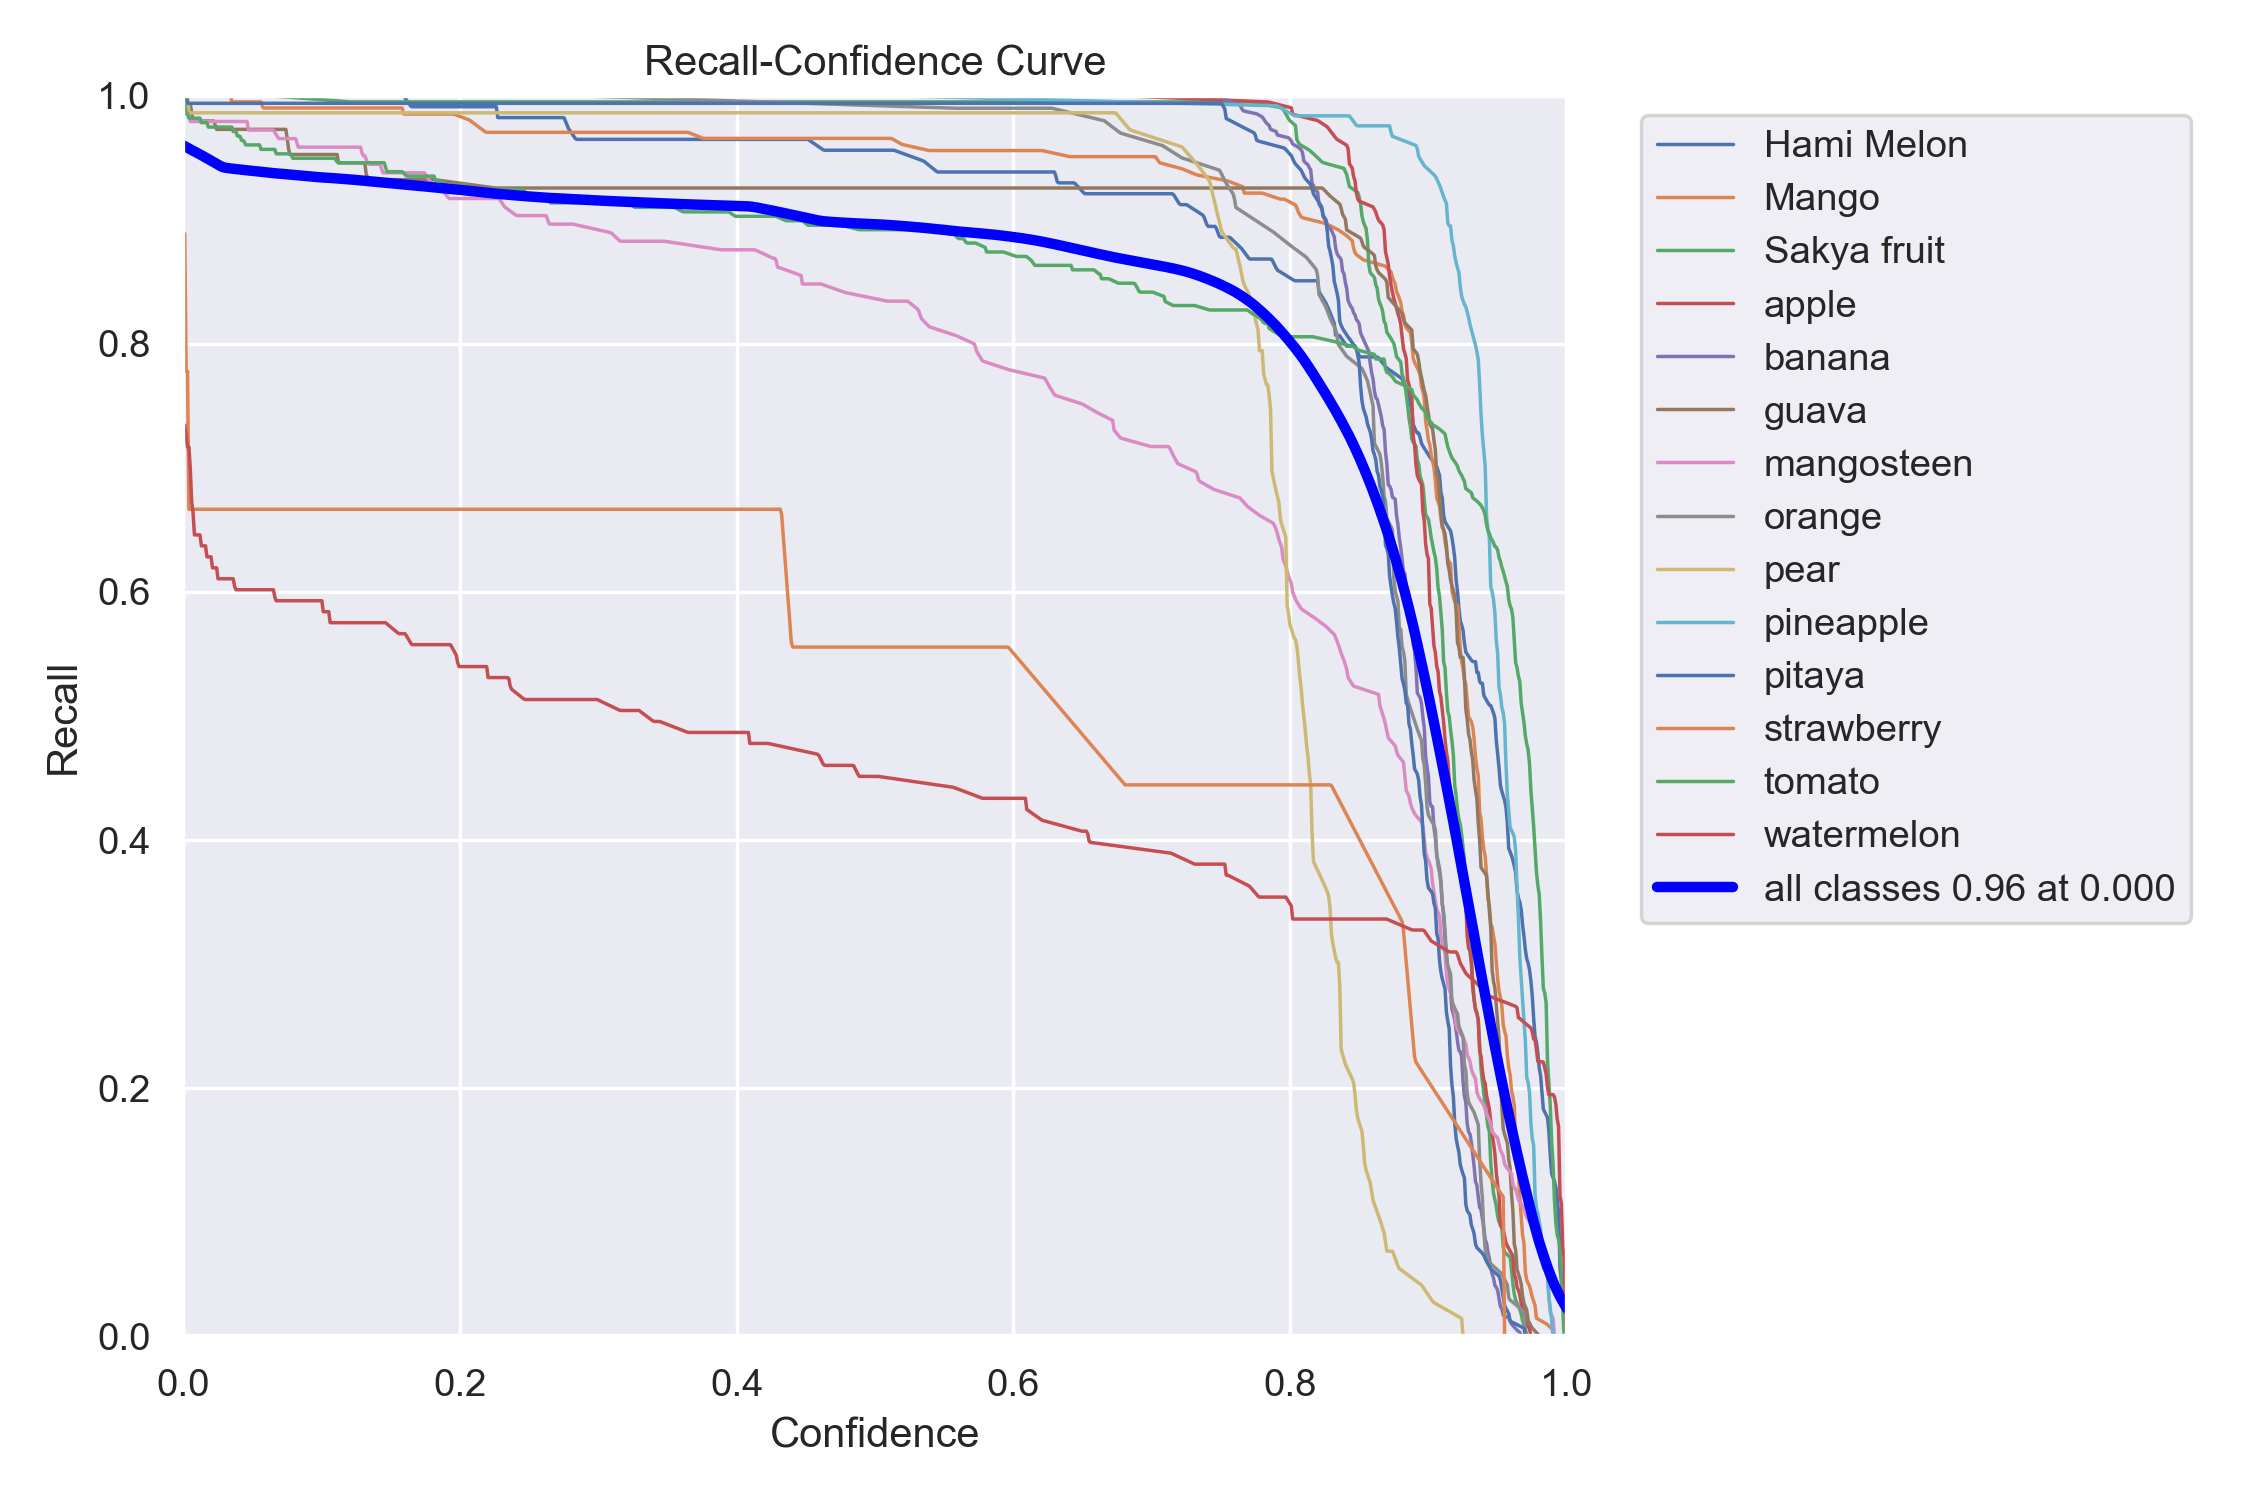 Recall-Confidence Curve
1.0
0.8
0.6
0.4
0.2
0.0
Recall
0.0 0.2 0.4 0.6 0.8 1.0
Confidence
Hami Melon
Mango
Sakya fruit
apple
banana
guava
mangosteen
orange
pear
pineapple
pitaya
strawberry
tomato
watermelon
all classes 0.96 at 0.000